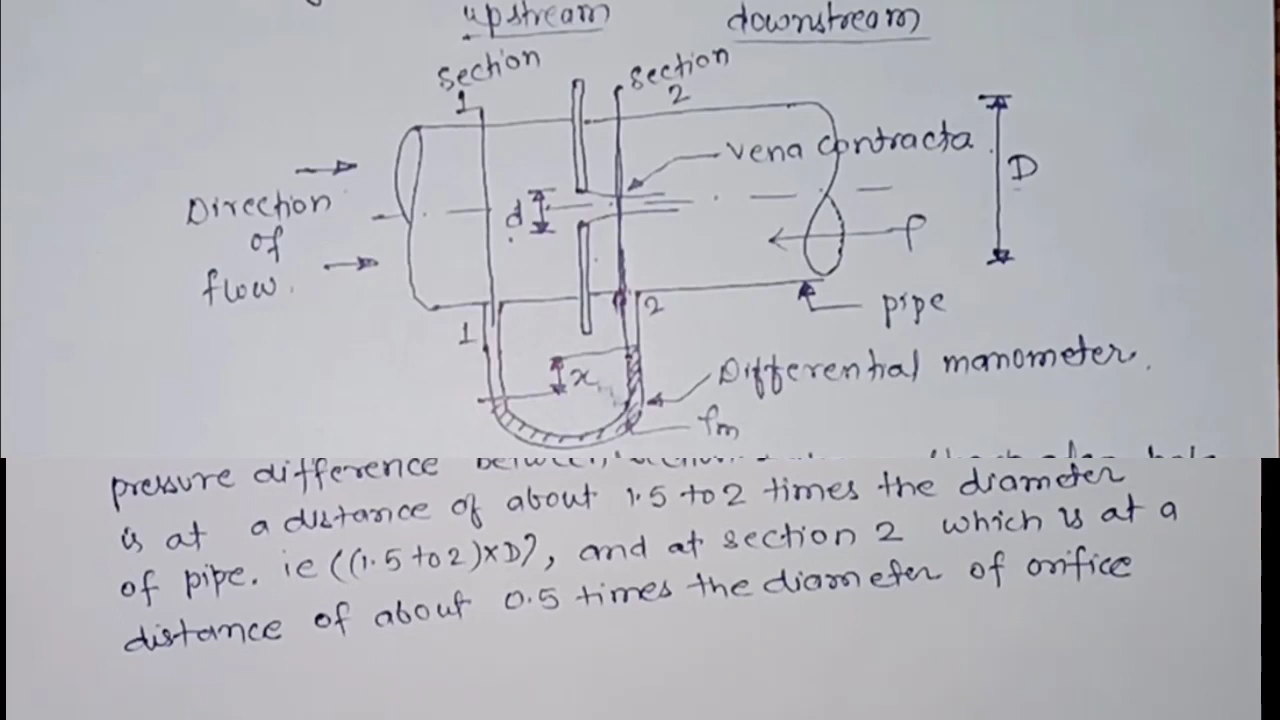 upstream
downstream
section
1
section
2
vena contracta
D
Direction
of
flow.
d
ρ
1
2
pipe
x
Differential manometer.
ρm
pressure difference
is at a distance of about 1.5 to 2 times the diameter
of pipe. ie ((1.5 to 2)×D), and at section 2 which is at a
distance of about 0.5 times the diameter of orifice